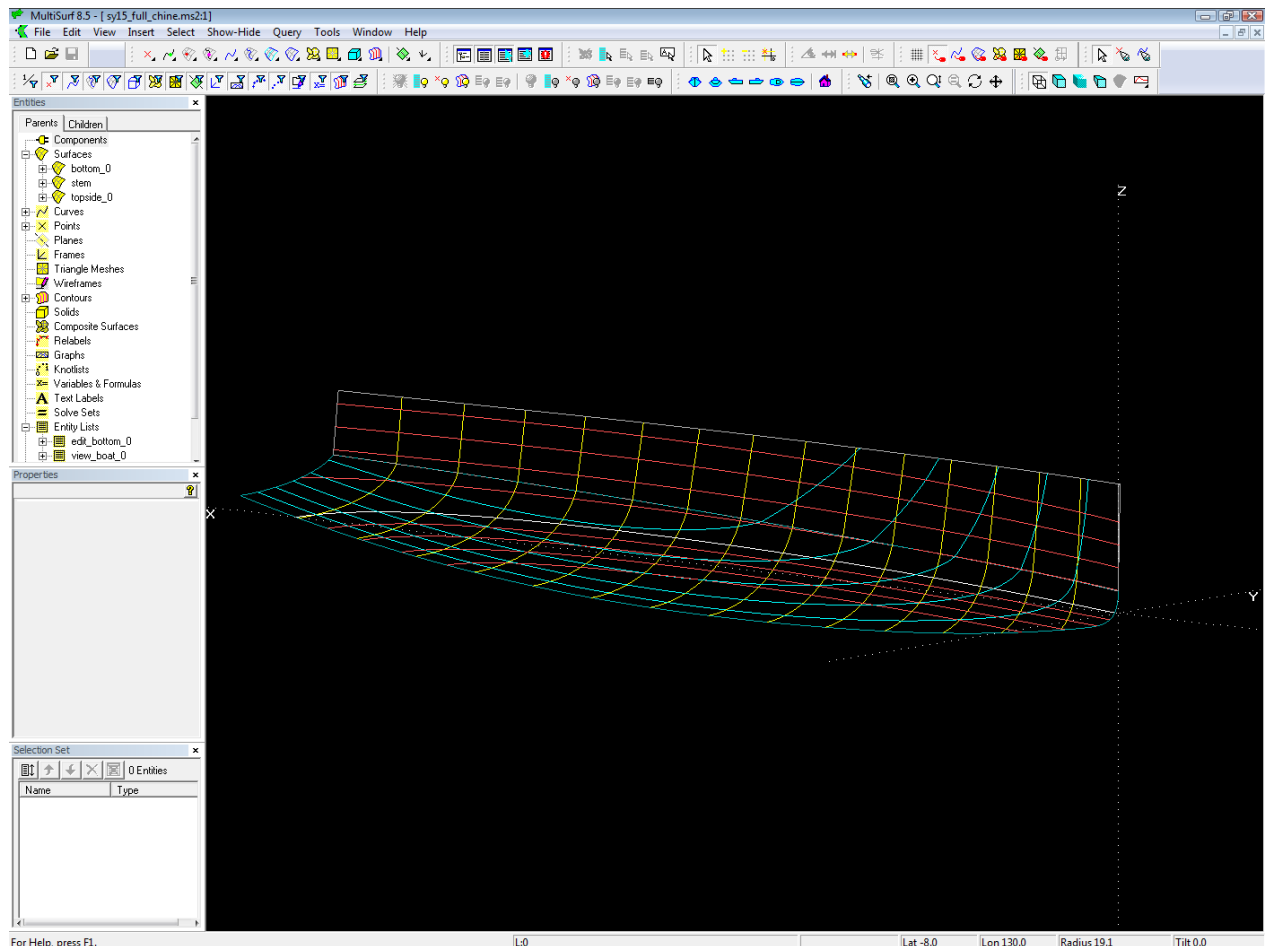 MultiSurf 8.5 - [ sy15_full_chine.ms2:1]
File Edit View Insert Select Show-Hide Query Tools Window Help
Entities
Parents Children
Components
Surfaces
bottom_0
stem
topside_0
Curves
Points
Planes
Frames
Triangle Meshes
Wireframes
Contours
Solids
Composite Surfaces
Relabels
Graphs
Knotlists
Variables & Formulas
Text Labels
Solve Sets
Entity Lists
edit_bottom_0
view_boat_0
Properties
Selection Set
0 Entities
Name Type
Z
X
Y
For Help, press F1. L:0 Lat -8.0 Lon 130.0 Radius 19.1 Tilt 0.0